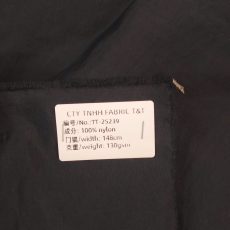 CTY TNHH FABRIC T&T
編号/No.:TT-25239
成分: 100% nylon
门幅/width: 148cm
克重/weight: 130gsm